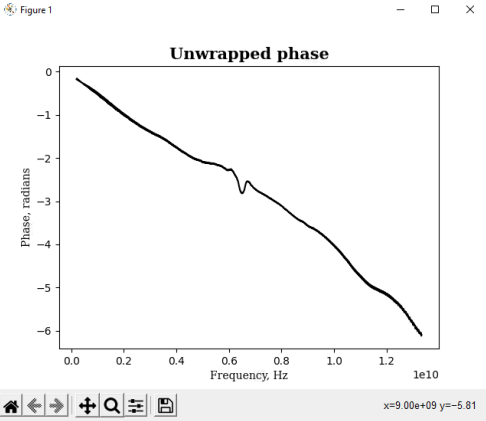 Figure 1
Unwrapped phase
0
−1
−2
−3
−4
−5
−6
Phase, radians
0.0 0.2 0.4 0.6 0.8 1.0 1.2
1e10
Frequency, Hz
x=9.00e+09 y=−5.81